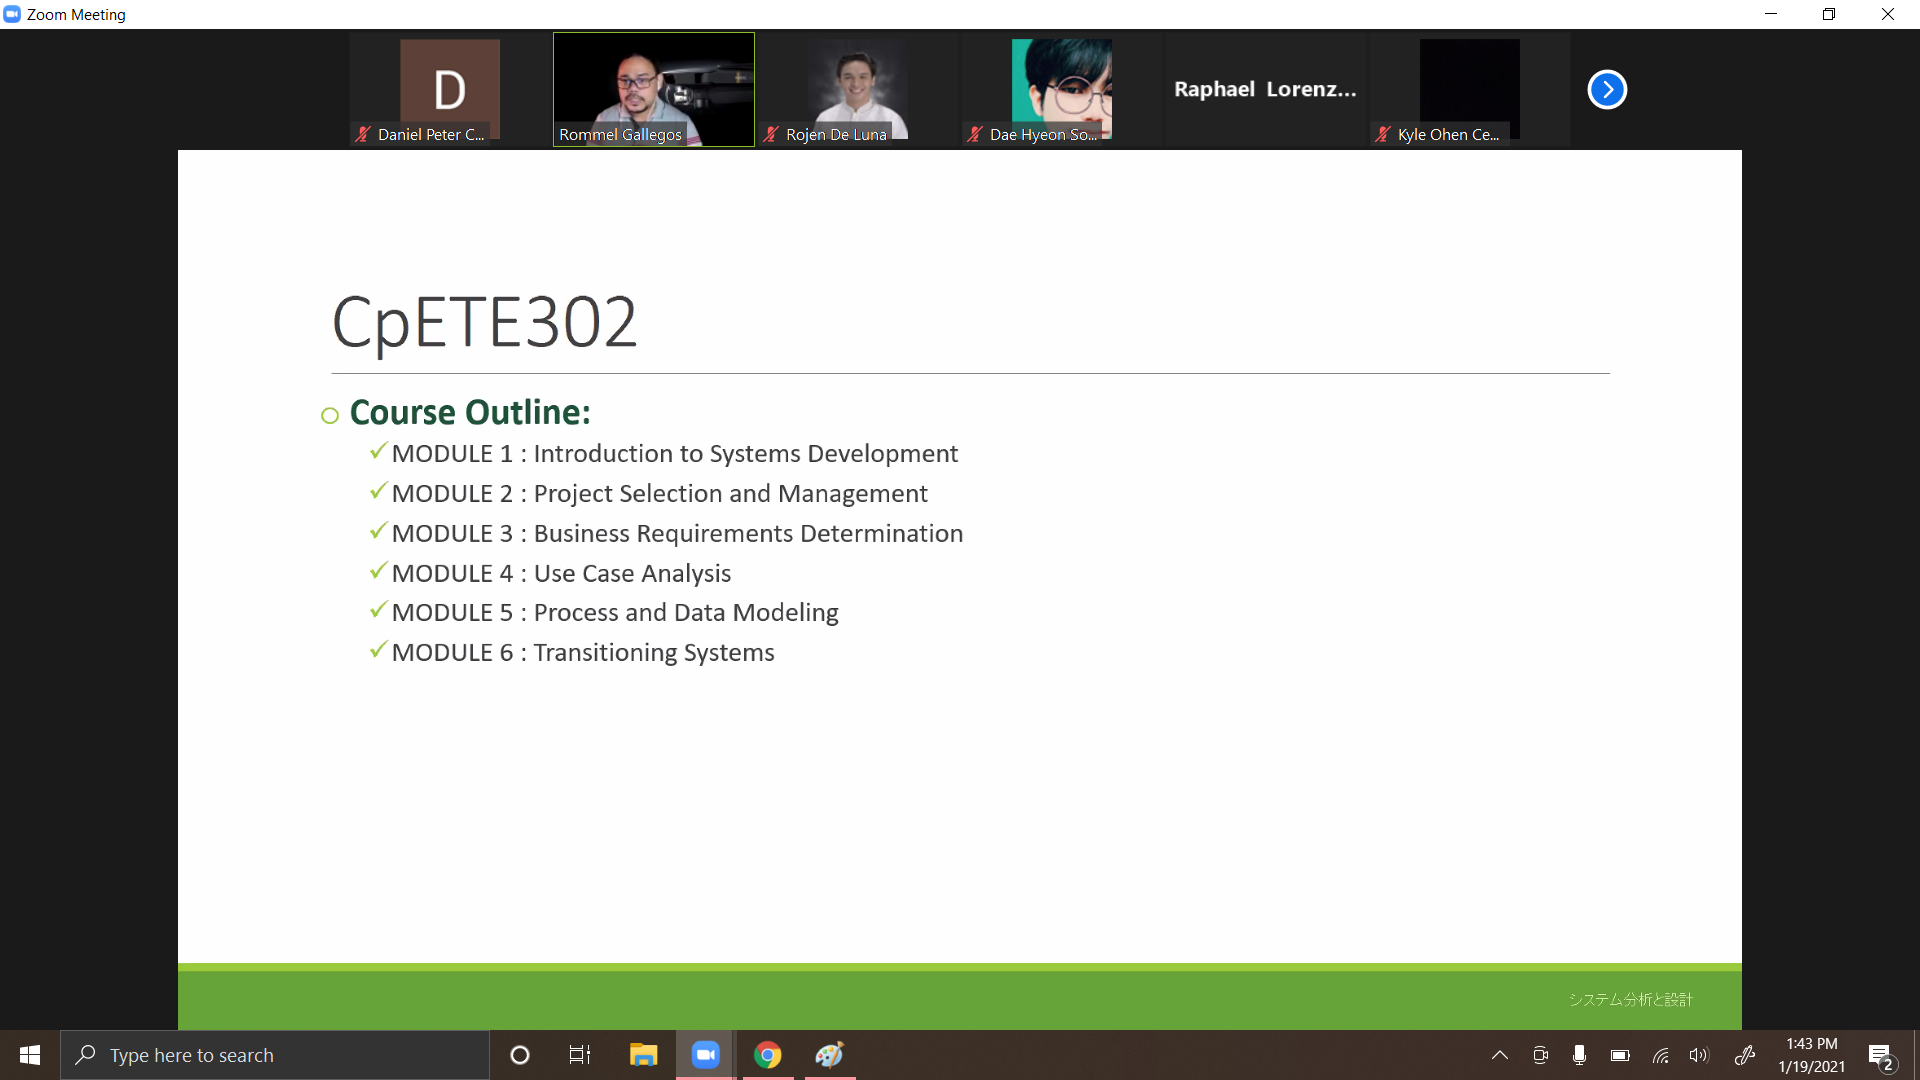 Zoom Meeting
D
Daniel Peter C...
Rommel Gallegos
Rojen De Luna
Dae Hyeon So...
Raphael Lorenz...
Kyle Ohen Ce...
CpETE302
Course Outline:
MODULE 1 : Introduction to Systems Development
MODULE 2 : Project Selection and Management
MODULE 3 : Business Requirements Determination
MODULE 4 : Use Case Analysis
MODULE 5 : Process and Data Modeling
MODULE 6 : Transitioning Systems
システム分析と設計
Type here to search
1:43 PM
1/19/2021
2